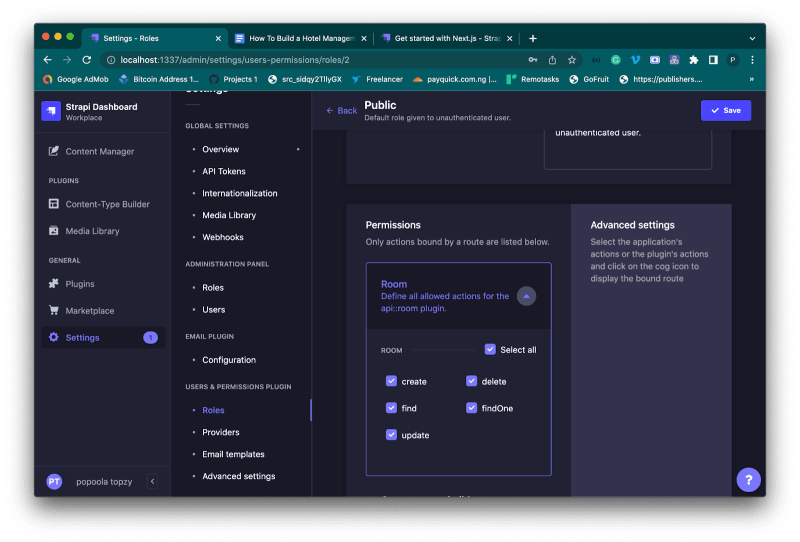 Settings - Roles
How To Build a Hotel Managem
Get started with Next.js - Strap
localhost:1337/admin/settings/users-permissions/roles/2
P
Google AdMob
Bitcoin Address 1...
Projects 1
src_sidqy2TIlyGX
Freelancer
payquick.com.ng |...
Remotasks
GoFruit
https://publishers....
»
Strapi Dashboard
Workplace
Content Manager
PLUGINS
Content-Type Builder
Media Library
GENERAL
Plugins
Marketplace
Settings
1
PT
popoola topzy
Settings
GLOBAL SETTINGS
Overview
API Tokens
Internationalization
Media Library
Webhooks
ADMINISTRATION PANEL
Roles
Users
EMAIL PLUGIN
Configuration
USERS & PERMISSIONS PLUGIN
Roles
Providers
Email templates
Advanced settings
Back
Public
Default role given to unauthenticated user.
Save
unauthenticated user.
Permissions
Only actions bound by a route are listed below.
Room
Define all allowed actions for the
api::room plugin.
ROOM
Select all
create
delete
find
findOne
update
Advanced settings
Select the application's
actions or the plugin's actions
and click on the cog icon to
display the bound route
?